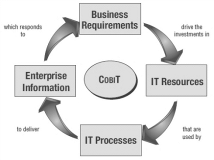 Business
Requirements
which responds
to
drive the
investments in
Enterprise
Information
COBIT
IT Resources
to deliver
that are
used by
IT Processes